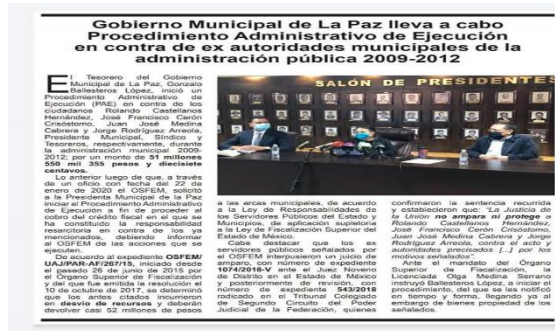 Gobierno Municipal de La Paz lleva a cabo
Procedimiento Administrativo de Ejecución
en contra de ex autoridades municipales de la
administración pública 2009-2012
El Tesorero del Gobierno
Municipal de La Paz, Gonzalo
Ballesteros López, inició un
Procedimiento Administrativo de
Ejecución (PAE) en contra de los
ciudadanos Rolando Castellanos
Hernández, José Francisco Cerón
Crisóstomo, Juan José Medina
Cabrera y Jorge Rodríguez Arreola,
Presidente Municipal, Síndico y
Tesoreros, respectivamente, durante
la administración municipal 2009-
2012; por un monto de 51 millones
550 mil 355 pesos y diecisiete
centavos.
Lo anterior luego de que, a través
de un oficio con fecha del 22 de
enero de 2020 el OSFEM, solicitó
a la Presidenta Municipal de la Paz
iniciar el Procedimiento Administrativo
de Ejecución a fin de proceder al
cobro del crédito fiscal en el que se
ha constituido la responsabilidad
resarcitoria en contra de los ya
mencionados, debiendo informar
al OSFEM de las acciones que se
ejecuten.
De acuerdo al expediente OSFEM/
UAJ/PAR-AF/267/15, iniciado desde
el pasado 26 de junio de 2015 por
el Órgano Superior de Fiscalización
y del que fue emitida la resolución el
10 de octubre de 2017, se determinó
que los antes citados incurrieron
en desvío de recursos y deberán
devolver casi 52 millones de pesos
SALÓN DE PRESIDENTE
a las arcas municipales, de acuerdo
a la Ley de Responsabilidades de
los Servidores Públicos del Estado y
Municipios, de aplicación supletoria
a la Ley de Fiscalización Superior del
Estado de México.
Cabe destacar que los ex
servidores públicos señalados por
el OSFEM interpusieron un juicio de
amparo, con número de expediente
1074/2018-V ante el Juez Noveno
de Distrito en el Estado de México
y posteriormente de revisión, con
número de expediente 543/2018
radicado en el Tribunal Colegiado
de Segundo Circuito del Poder
Judicial de la Federación, quienes
confirmaron la sentencia recurrida
y establecieron que: "La Justicia de
la Unión no ampara ni protege a
Rolando Castellanos Hernández,
José Francisco Cerón Crisóstomo,
Juan José Medina Cabrera y Jorge
Rodríguez Arreola, contra el acto y
autoridades precitados [...] por los
motivos señalados".
Ante el mandato del Órgano
Superior de Fiscalización, la
Licenciada Olga Medina Serrano
instruyó Ballesteros López, a iniciar el
procedimiento, del que se les notificó
en tiempo y forma, llegando ya al
embargo de bienes propiedad de los
señalados.